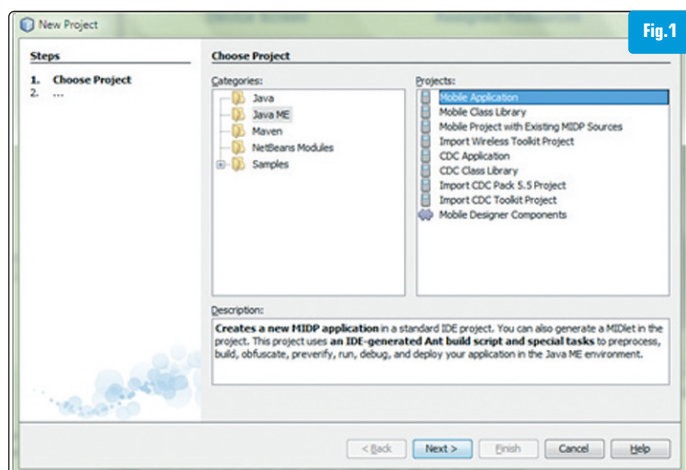 New Project
Fig.1
Steps
1. Choose Project
2. ...
Choose Project
Categories:
Java
Java ME
Maven
NetBeans Modules
Samples
Projects:
Mobile Application
Mobile Class Library
Mobile Project with Existing MIDP Sources
Import Wireless Toolkit Project
CDC Application
CDC Class Library
Import CDC Pack 5.5 Project
Import CDC Toolkit Project
Mobile Designer Components
Description:
Creates a new MIDP application in a standard IDE project. You can also generate a MIDlet in the
project. This project uses an IDE-generated Ant build script and special tasks to preprocess,
build, obfuscate, preverify, run, debug, and deploy your application in the Java ME environment.
< Back Next > Finish Cancel Help